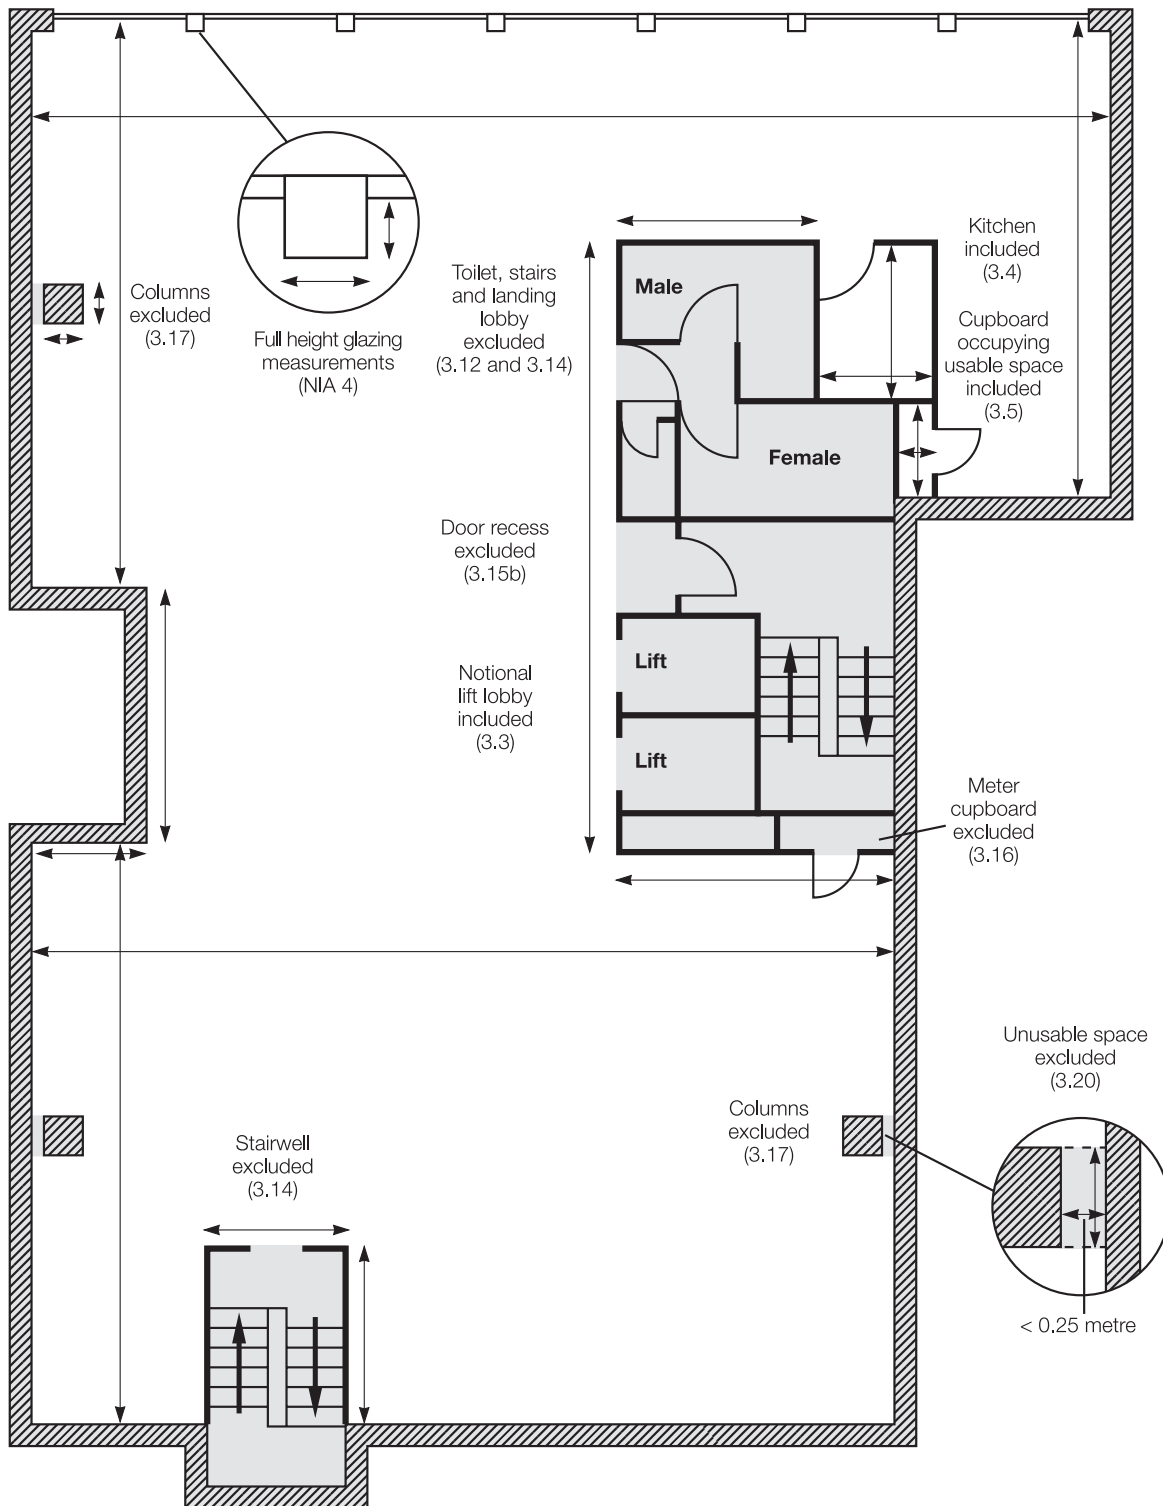 Kitchen
included
(3.4)
Toilet, stairs
and landing
lobby
excluded
(3.12 and 3.14)
Male
Columns
excluded
(3.17)
Full height glazing
measurements
(NIA 4)
Cupboard
occupying
usable space
included
(3.5)
Female
Door recess
excluded
(3.15b)
Lift
Notional
lift lobby
included
(3.3)
Lift
Meter
cupboard
excluded
(3.16)
Unusable space
excluded
(3.20)
Columns
excluded
(3.17)
Stairwell
excluded
(3.14)
< 0.25 metre